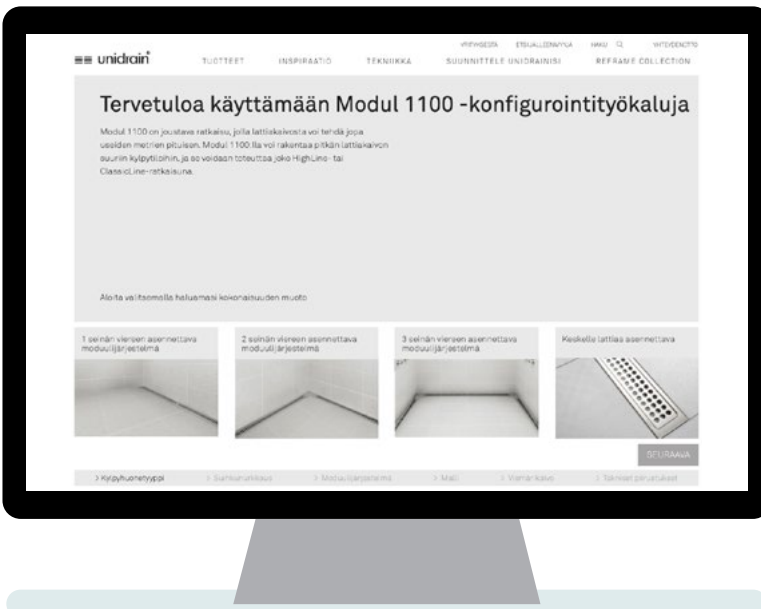 YRITYKSESTÄ ETSI JÄLLEENMYYJÄ HAKU YHTEYDENOTTO
unidrain®
TUOTTEET INSPIRAATIO TEKNIIKKA SUUNNITTELE UNIDRAINISI REFRAME COLLECTION
Tervetuloa käyttämään Modul 1100 -konfigurointityökaluja
Modul 1100 on joustava ratkaisu, jolla lattiakaivosta voi tehdä jopa
useiden metrien pituisen. Modul 1100:lla voi rakentaa pitkän lattiakaivon
suuriin kylpytiloihin, ja se voidaan toteuttaa joko HighLine- tai
ClassicLine-ratkaisuna.
Aloita valitsemalla haluamasi kokonaisuuden muoto
1 seinän viereen asennettava
moduulijärjestelmä
2 seinän viereen asennettava
moduulijärjestelmä
3 seinän viereen asennettava
moduulijärjestelmä
Keskelle lattiaa asennettava
SEURAAVA
> Kylpyhuonetyyppi > Moduulijärjestelmä > Malli > Viemärikaivo > Tekniset piirustukset